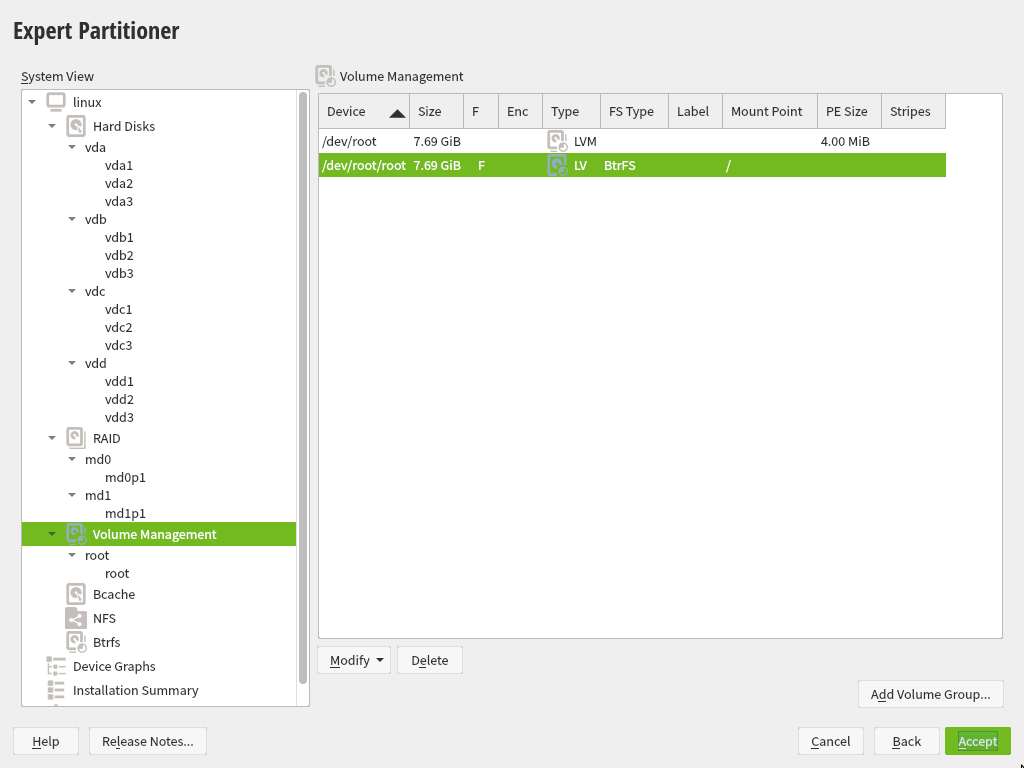 Expert Partitioner
System View
linux
Hard Disks
vda
vda1
vda2
vda3
vdb
vdb1
vdb2
vdb3
vdc
vdc1
vdc2
vdc3
vdd
vdd1
vdd2
vdd3
RAID
md0
md0p1
md1
md1p1
Volume Management
root
root
Bcache
NFS
Btrfs
Device Graphs
Installation Summary
Volume Management
Device Size F Enc Type FS Type Label Mount Point PE Size Stripes
/dev/root 7.69 GiB LVM 4.00 MiB
/dev/root/root 7.69 GiB F LV BtrFS /
Modify Delete
Add Volume Group...
Help Release Notes... Cancel Back Accept